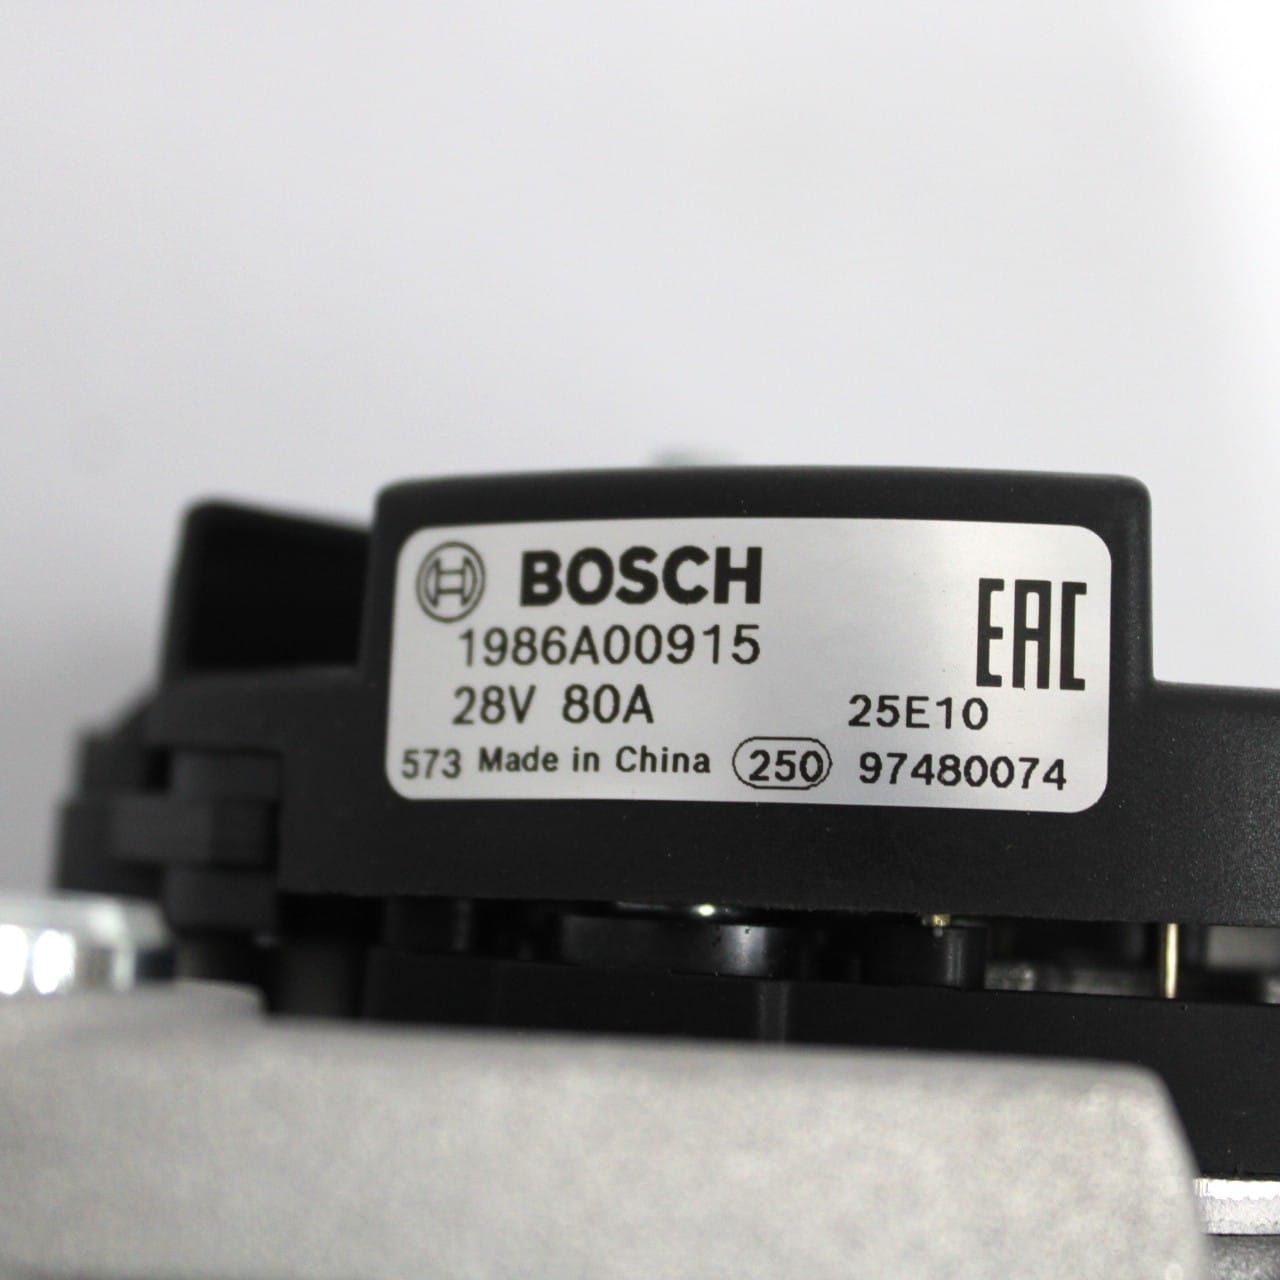 BOSCH
1986A00915
EAC
28V 80A 25E10
573 Made in China 250 97480074